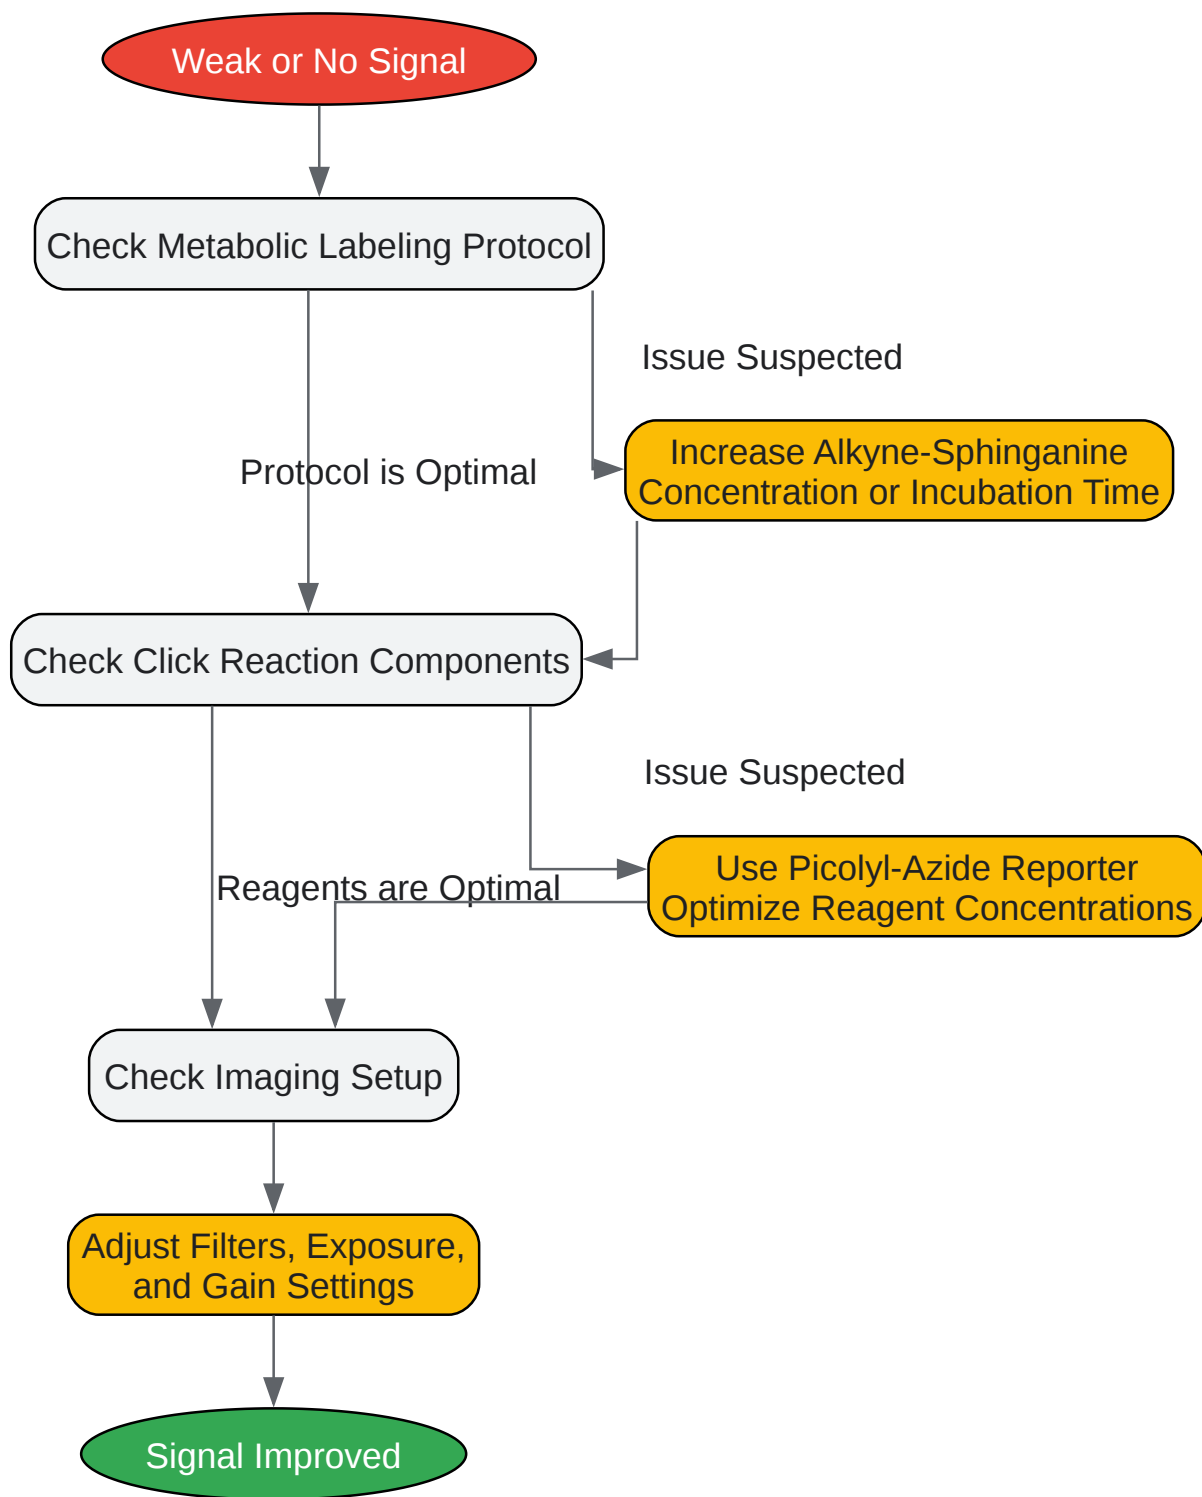 Weak or No Signal
Check Metabolic Labeling Protocol
Issue Suspected
Increase Alkyne-Sphinganine
Concentration or Incubation Time
Protocol is Optimal
Check Click Reaction Components
Issue Suspected
Use Picolyl-Azide Reporter
Optimize Reagent Concentrations
Reagents are Optimal
Check Imaging Setup
Adjust Filters, Exposure,
and Gain Settings
Signal Improved